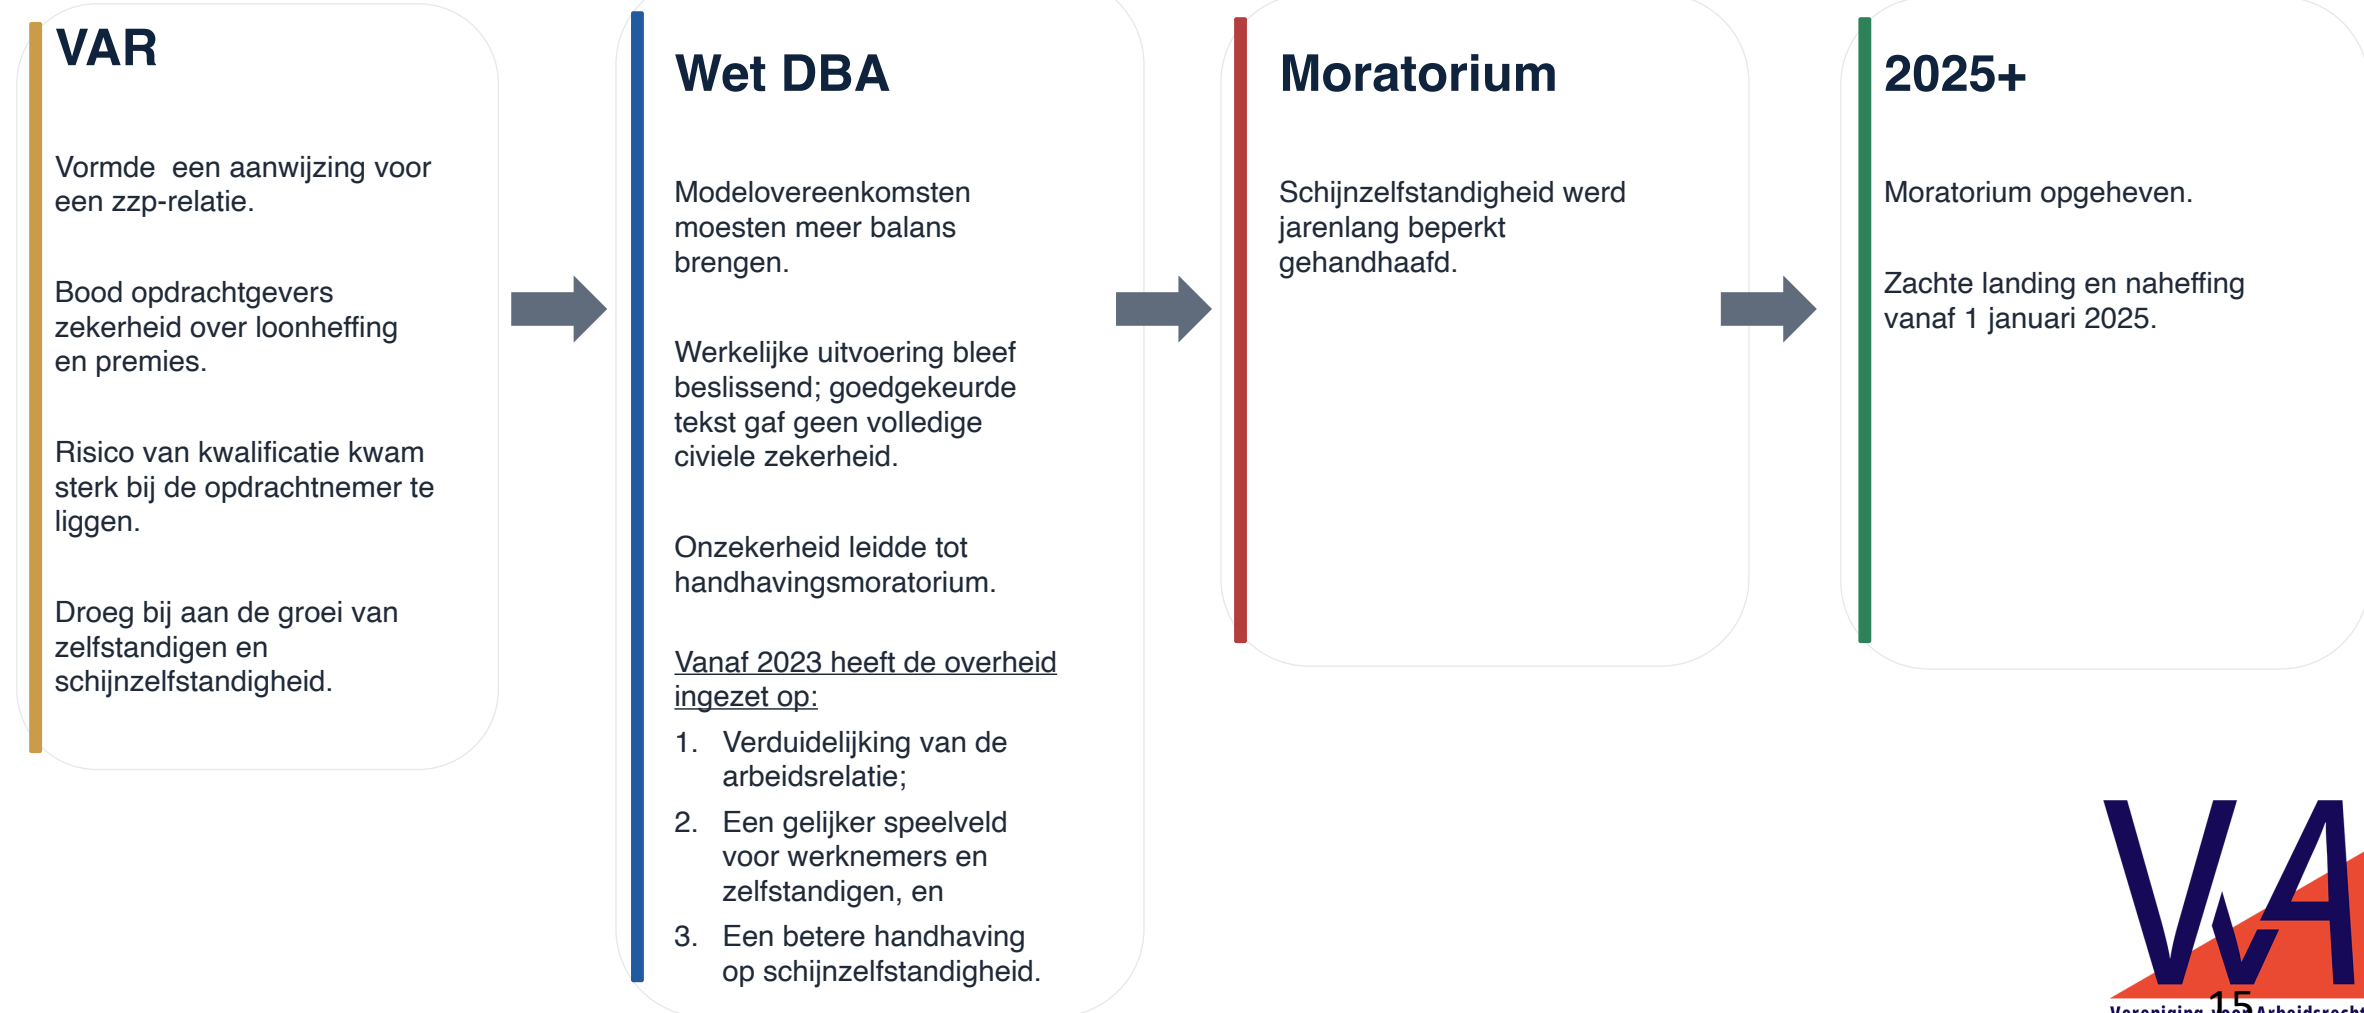 VAR
Vormde  een aanwijzing voor
een zzp-relatie.
Bood opdrachtgevers
zekerheid over loonheffing
en premies.
Risico van kwalificatie kwam
sterk bij de opdrachtnemer te
liggen.
Droeg bij aan de groei van
zelfstandigen en
schijnzelfstandigheid.
Wet DBA
Modelovereenkomsten
moesten meer balans
brengen.
Werkelijke uitvoering bleef
beslissend; goedgekeurde
tekst gaf geen volledige
civiele zekerheid.
Onzekerheid leidde tot
handhavingsmoratorium.
Vanaf 2023 heeft de overheid
ingezet op:
1. Verduidelijking van de
arbeidsrelatie;
2. Een gelijker speelveld
voor werknemers en
zelfstandigen, en
3. Een betere handhaving
op schijnzelfstandigheid.
Moratorium
Schijnzelfstandigheid werd
jarenlang beperkt
gehandhaafd.
2025+
Moratorium opgeheven.
Zachte landing en naheffing
vanaf 1 januari 2025.
VvA
15
Vereniging voor Arbeidsrecht